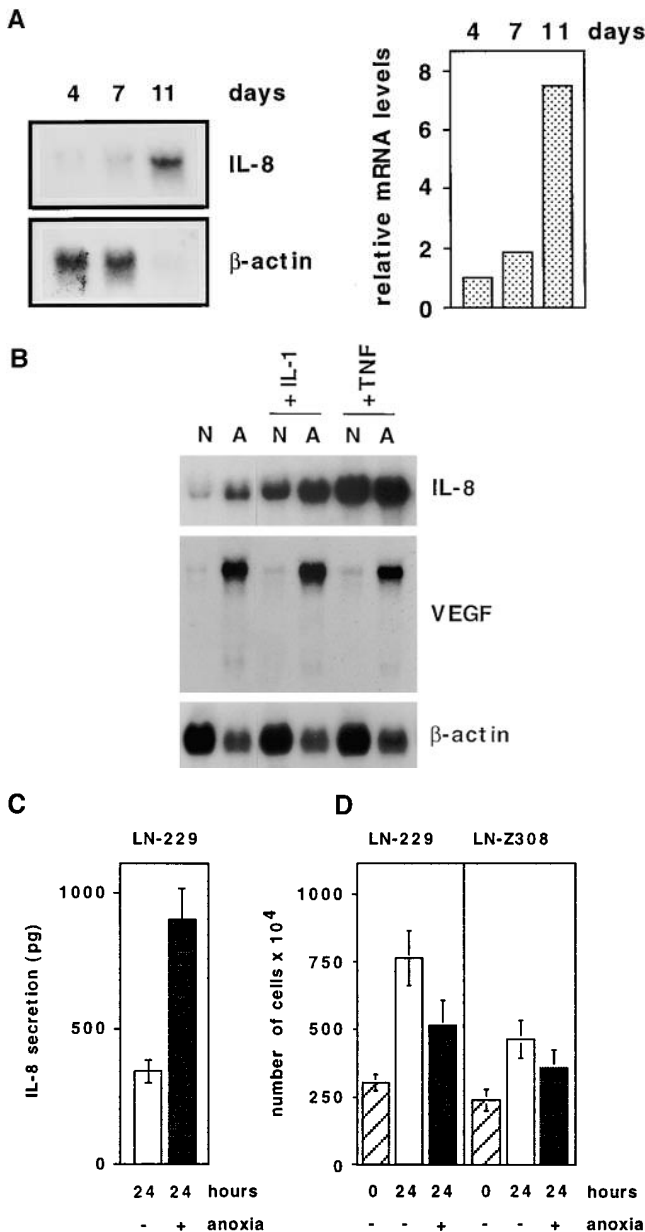 A
4 7 11 days
IL-8
β-actin
4 7 11 days
relative mRNA levels
8
6
4
2
0
B
+ IL-1 + TNF
N A N A N A
IL-8
VEGF
β-actin
C
LN-229
IL-8 secretion (pg)
1000
500
0
24 24 hours
- + anoxia
D
LN-229 LN-Z308
number of cells x 10⁴
1000
750
500
250
0
0 24 24 0 24 24 hours
- - + - - + anoxia